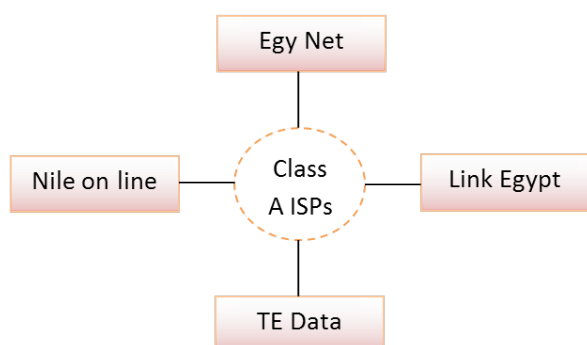 Egy Net
Nile on line
Class
A ISPs
Link Egypt
TE Data